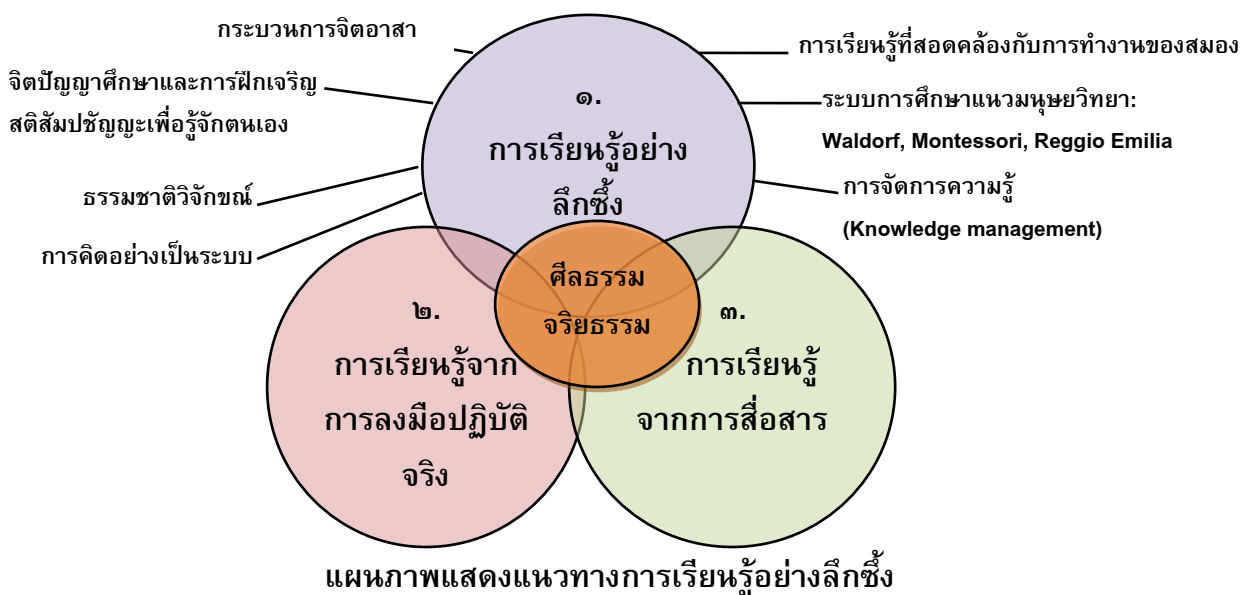 กระบวนการจิตอาสา
จิตปัญญาศึกษาและการฝึกเจริญ
สติสัมปชัญญะเพื่อรู้จักตนเอง
ธรรมชาติวิจักขณ์
การคิดอย่างเป็นระบบ
การเรียนรู้ที่สอดคล้องกับการทำงานของสมอง
ระบบการศึกษาแหวมหุษยวิทยา:
Waldorf, Montessori, Reggio Emilia
การจัดการความรู้
(Knowledge management)
๑.
การเรียนรู้อย่าง
ลึกซึ้ง
ศีลธรรม
จริยธรรม
๒.
การเรียนรู้จาก
การลงมือปฏิบัติ
จริง
๓.
การเรียนรู้
จากการสื่อสาร
แผนภาพแสดงแนวทางการเรียนรู้อย่างลึกซึ้ง